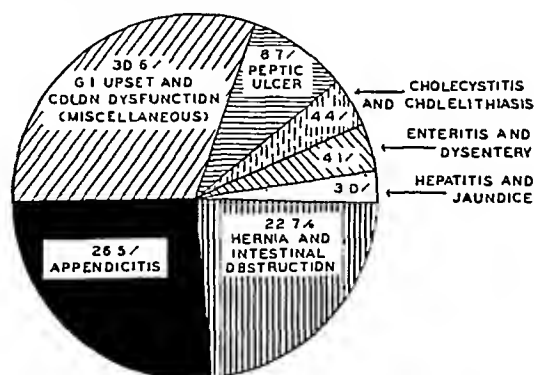 30 6/
G I UPSET AND
COLON DYSFUNCTION
(MISCELLANEOUS)
8 7/
PEPTIC
ULCER
CHOLECYSTITIS
AND CHOLELITHIASIS
4 4/
ENTERITIS AND
DYSENTERY
4 1/
HEPATITIS AND
JAUNDICE
3 0/
22 7%
HERNIA AND
INTESTINAL
OBSTRUCTION
26 5/
APPENDICITIS